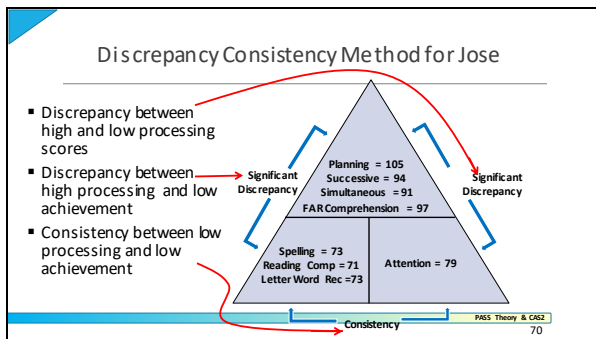 Discrepancy Consistency Method for Jose
▪ Discrepancy between
high and low processing
scores
▪ Discrepancy between
high processing and low
achievement
▪ Consistency between low
processing and low
achievement
Significant
Discrepancy
Planning = 105
Successive = 94
Simultaneous = 91
FAR Comprehension = 97
Significant
Discrepancy
Spelling = 73
Reading Comp =71
Letter Word Rec =73
Attention = 79
Consistency
PASS Theory & CAS2
70